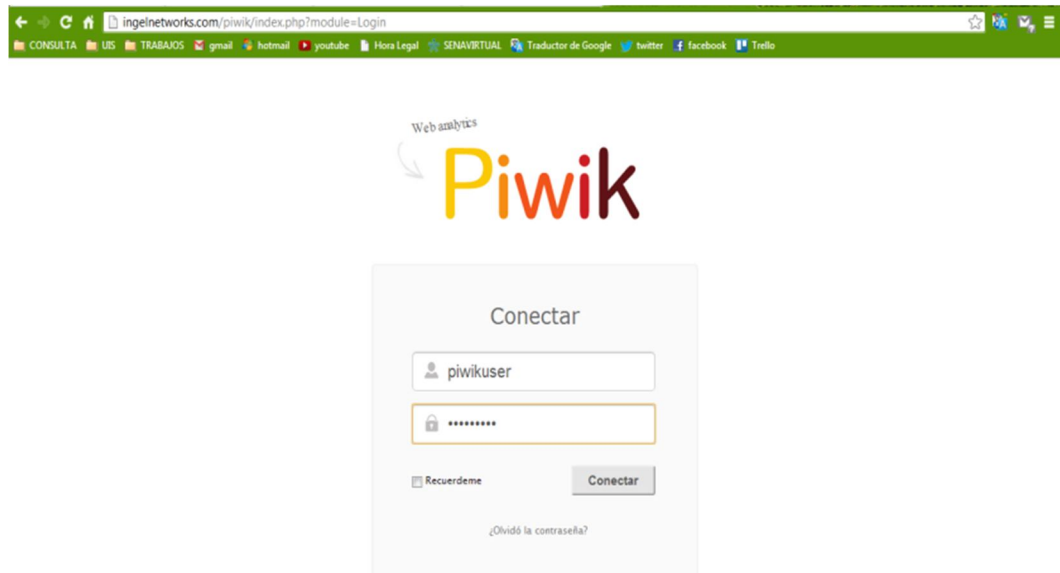 ingelnetworks.com/piwik/index.php?module=Login
CONSULTA UIS TRABAJOS gmail hotmail youtube Hora Legal SENAVIRTUAL Traductor de Google twitter facebook Trello
Web analytics
Piwik
Conectar
piwikuser
•••••••••
Recuerdeme
Conectar
¿Olvidó la contraseña?